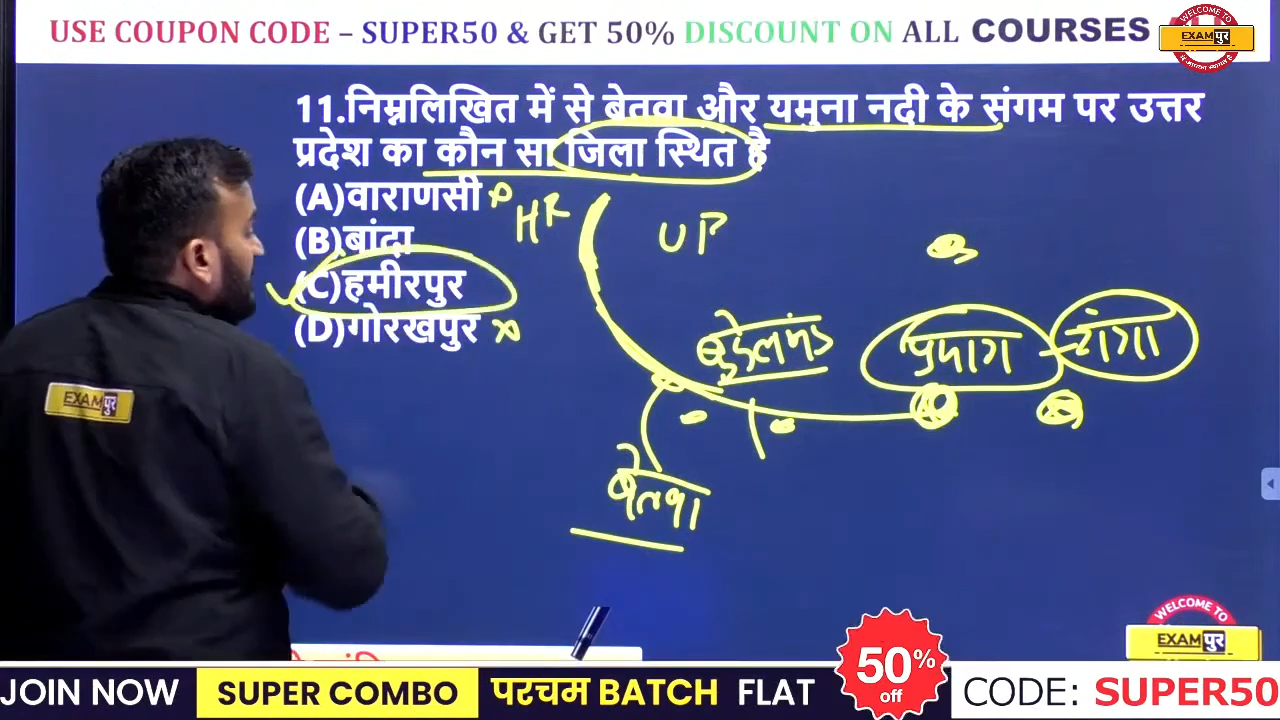 USE COUPON CODE – SUPER50 & GET 50% DISCOUNT ON ALL COURSES
WELCOME TO
EXAMपुर
11.निम्नलिखित में से बेतवा और यमुना नदी के संगम पर उत्तर
प्रदेश का कौन सा जिला स्थित है
(A)वाराणसी
(B)बांदा
(C)हमीरपुर
(D)गोरखपुर
HR
UP
प्रयाग
गंगा
बेतवा
EXAMपुर
WELCOME TO
EXAMपुर
JOIN NOW SUPER COMBO परचम BATCH FLAT 50% off CODE: SUPER50